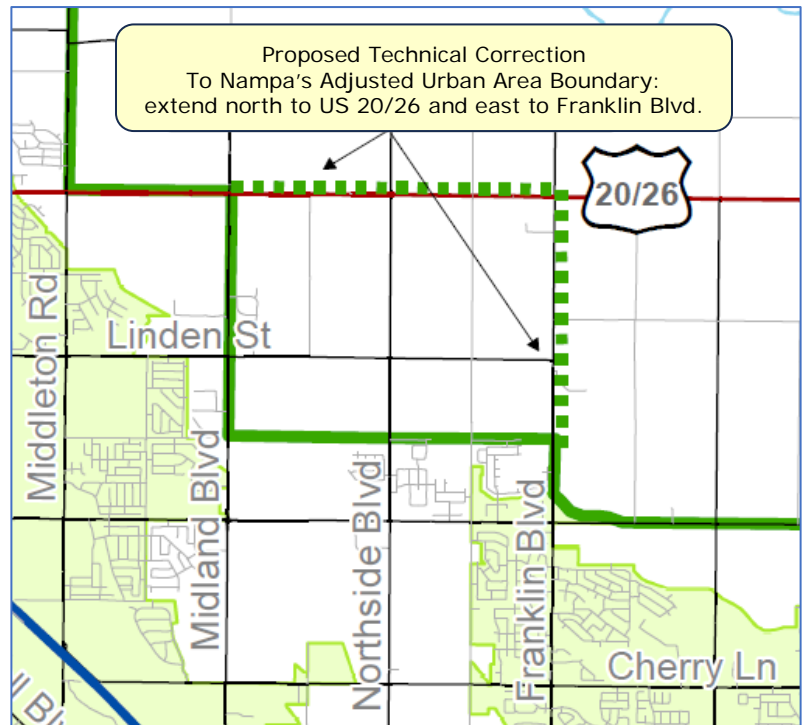 Proposed Technical Correction
To Nampa's Adjusted Urban Area Boundary:
extend north to US 20/26 and east to Franklin Blvd.
20/26
Middleton Rd
Linden St
Midland Blvd
Northside Blvd
Franklin Blvd
Cherry Ln